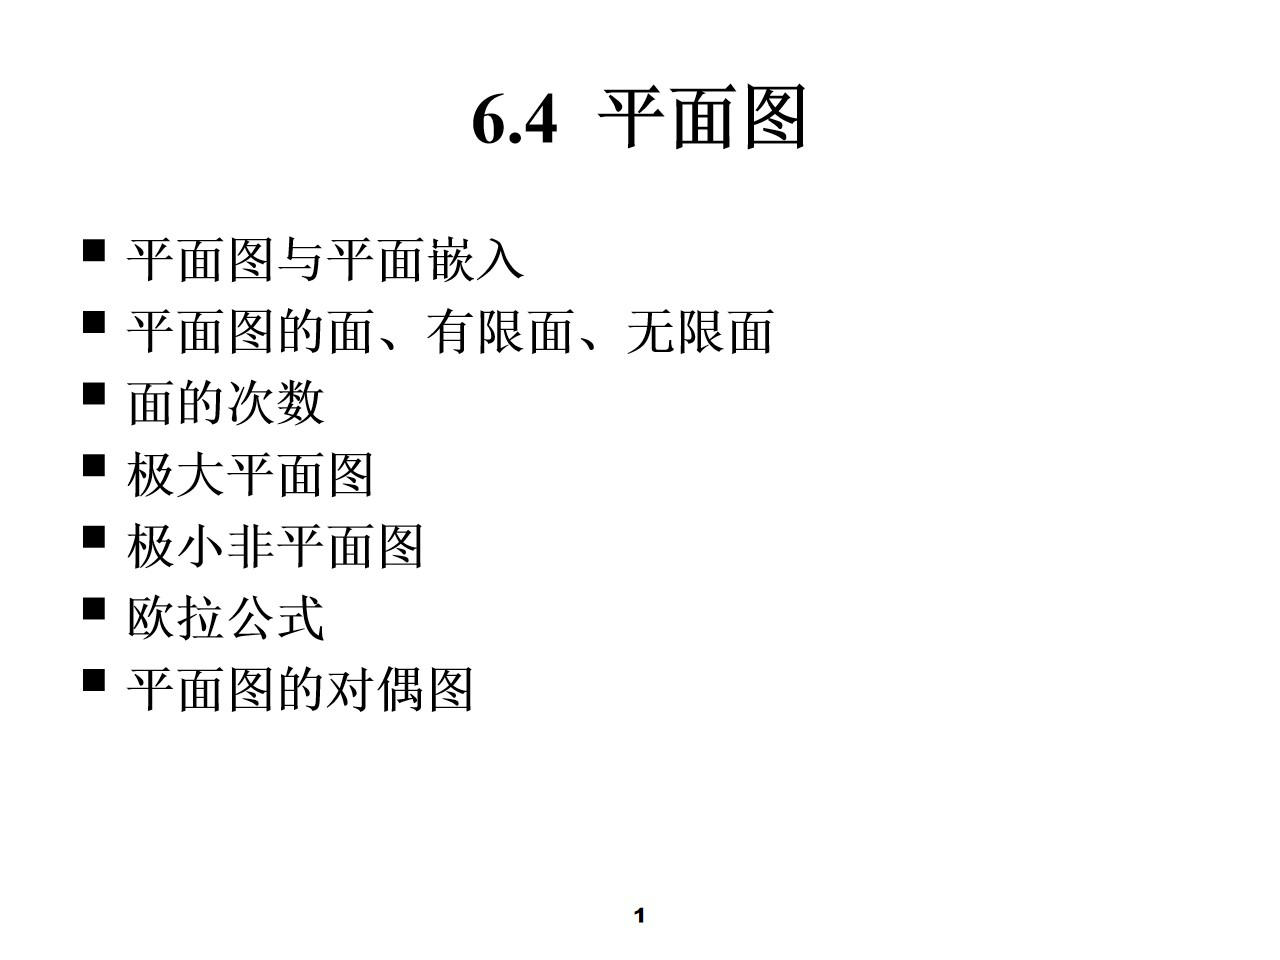 6.4 平面图
■ 平面图与平面嵌入
■ 平面图的面、有限面、无限面
■ 面的次数
■ 极大平面图
■ 极小非平面图
■ 欧拉公式
■ 平面图的对偶图
1